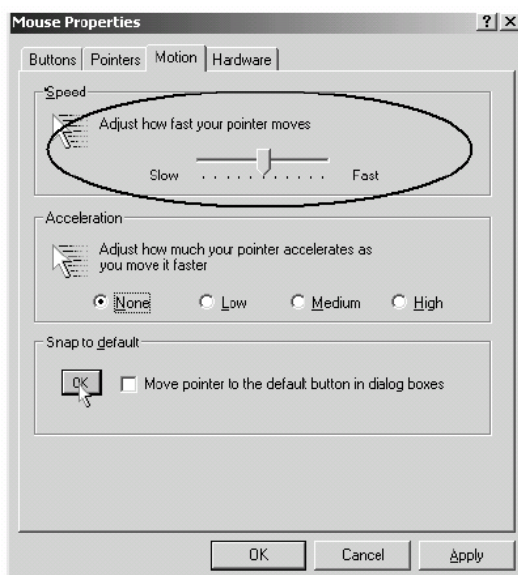 Mouse Properties
Buttons Pointers Motion Hardware
Speed
Adjust how fast your pointer moves
Slow Fast
Acceleration
Adjust how much your pointer accelerates as
you move it faster
None Low Medium High
Snap to default
OK Move pointer to the default button in dialog boxes
OK Cancel Apply